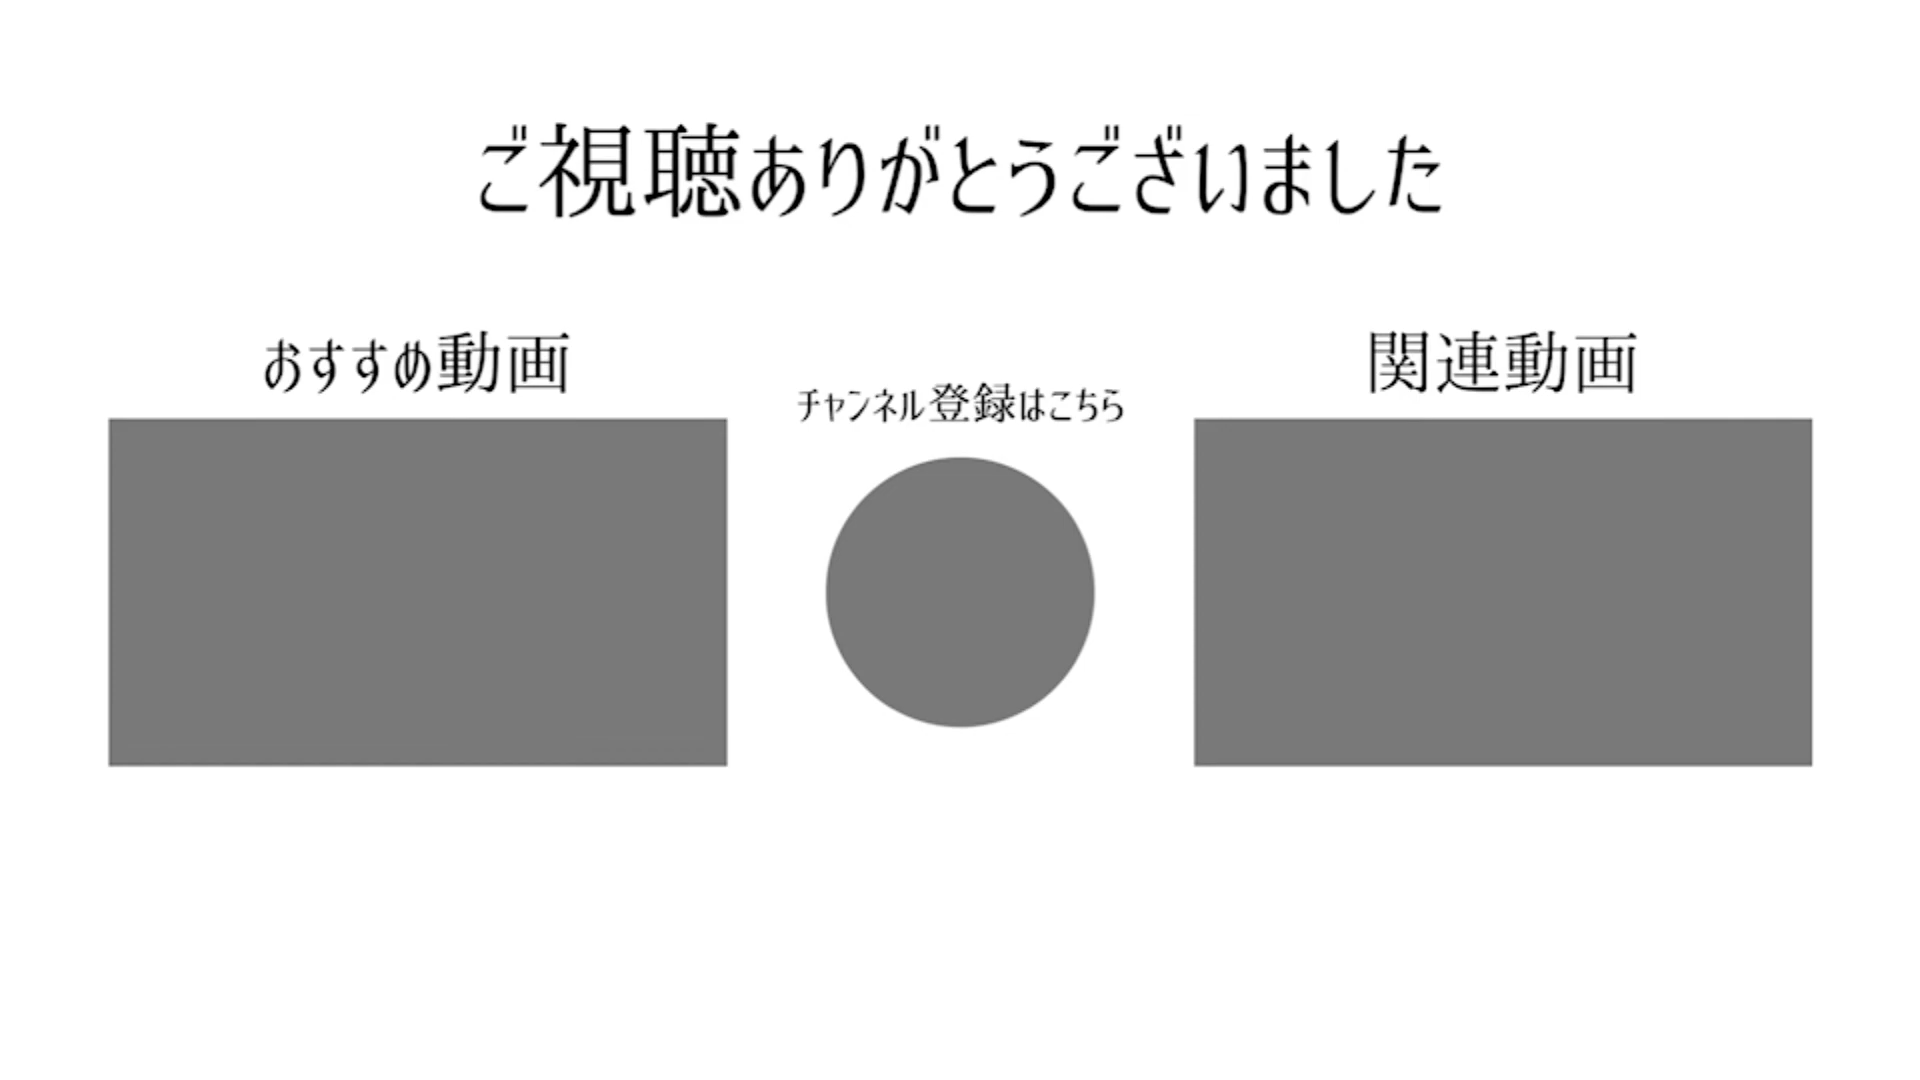 ご視聴ありがとうございました
おすすめ動画
チャンネル登録はこちら
関連動画